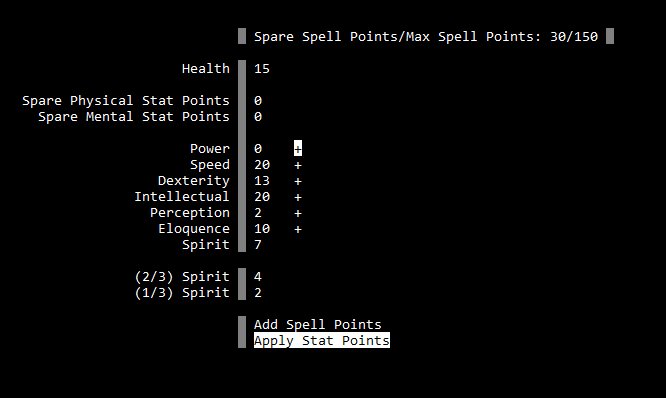 Spare Spell Points/Max Spell Points: 30/150
Health 15
Spare Physical Stat Points 0
Spare Mental Stat Points 0
Power 0 +
Speed 20 +
Dexterity 13 +
Intellectual 20 +
Perception 2 +
Eloquence 10 +
Spirit 7
(2/3) Spirit 4
(1/3) Spirit 2
Add Spell Points
Apply Stat Points